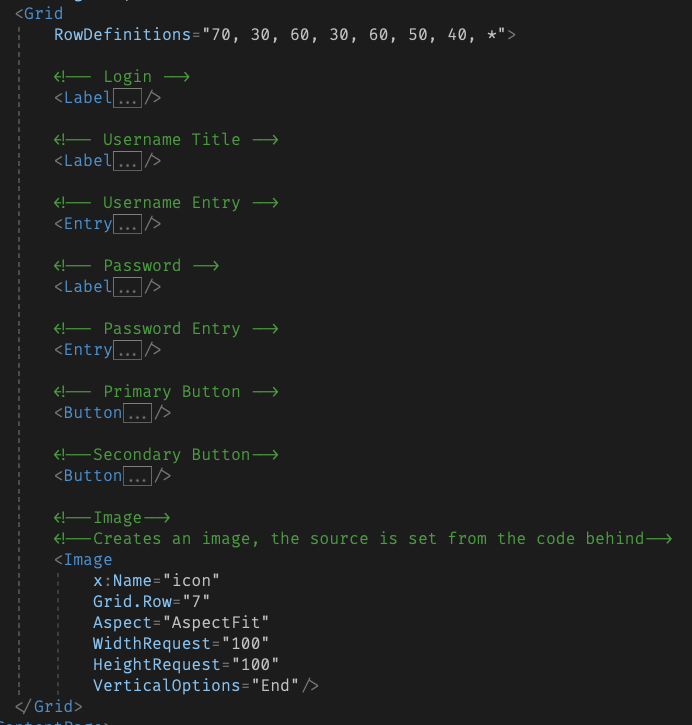 <Grid
RowDefinitions="70, 30, 60, 30, 60, 50, 40, *">
<!-- Login -->
<Label.../>
<!-- Username Title -->
<Label.../>
<!-- Username Entry -->
<Entry.../>
<!-- Password -->
<Label.../>
<!-- Password Entry -->
<Entry.../>
<!-- Primary Button -->
<Button.../>
<!--Secondary Button-->
<Button.../>
<!--Image-->
<!--Creates an image, the source is set from the code behind-->
<Image
x:Name="icon"
Grid.Row="7"
Aspect="AspectFit"
WidthRequest="100"
HeightRequest="100"
VerticalOptions="End"/>
</Grid>